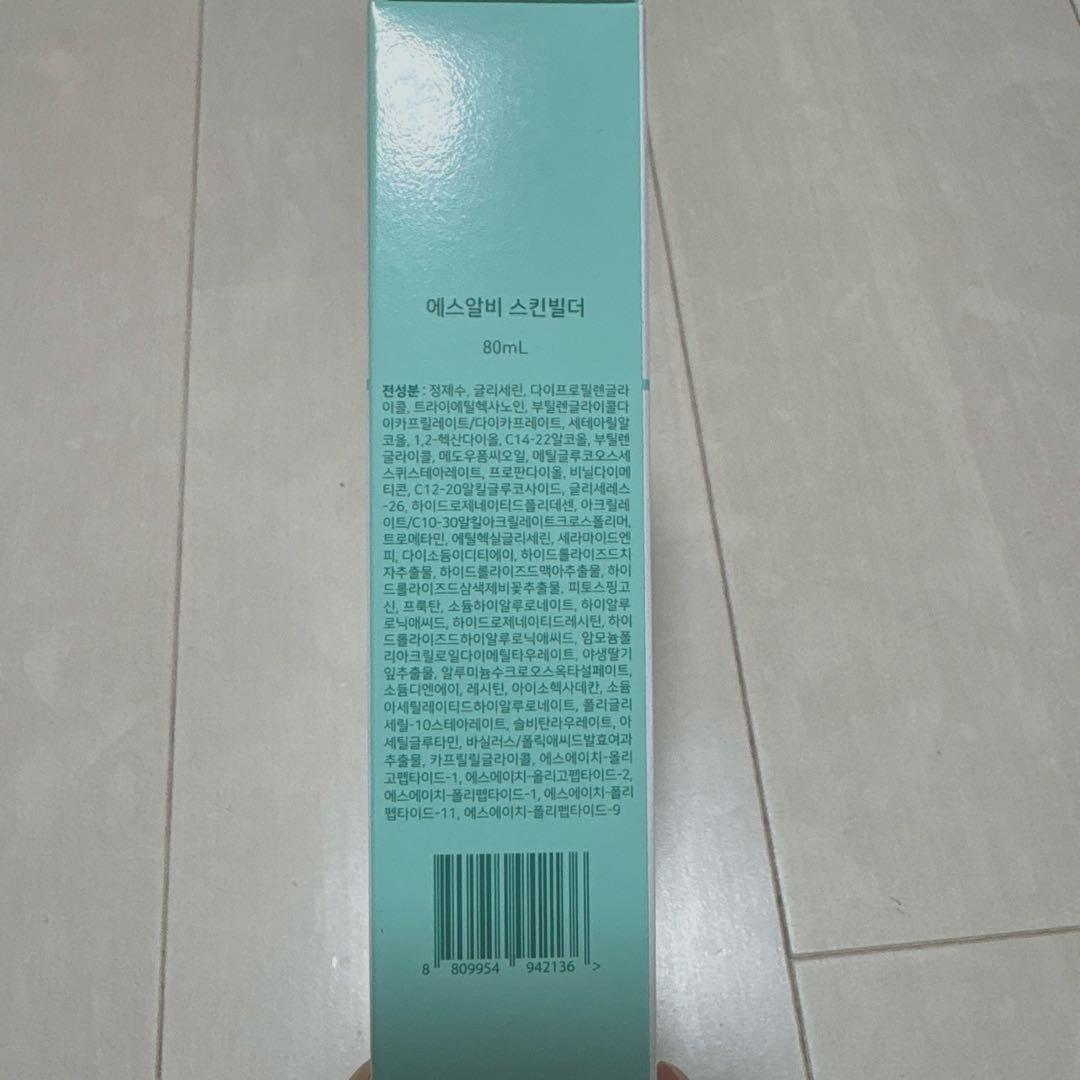 에스알비 스킨빌더
80mL
전성분 : 정제수, 글리세린, 다이프로필렌글라
이콜, 트라이에틸헥사노인, 부틸렌글라이콜다
이카프릴레이트/다이카프레이트, 세테아릴알
코올, 1,2-헥산다이올, C14-22알코올, 부틸렌
글라이콜, 메도우폼씨오일, 메틸글루코오스세
스퀴스테아레이트, 프로판다이올, 비닐다이메
티콘, C12-20알킬글루코사이드, 글리세레스
-26, 하이드로제네이티드폴리데센, 아크릴레
이트/C10-30알킬아크릴레이트크로스폴리머,
트로메타민, 에틸헥실글리세린, 세라마이드엔
피, 다이소듐이디티에이, 하이드롤라이즈드치
자추출물, 하이드롤라이즈드맥아추출물, 하이
드롤라이즈드삼색제비꽃추출물, 피토스핑고
신, 프룩탄, 소듐하이알루로네이트, 하이알루
로닉애씨드, 하이드로제네이티드레시틴, 하이
드롤라이즈드하이알루로닉애씨드, 암모늄폴
리아크릴로일다이메틸타우레이트, 야생딸기
잎추출물, 알루미늄수크로오스옥타설페이트,
소듐디엔에이, 레시틴, 아이소헥사데칸, 소듐
아세틸레이티드하이알루로네이트, 폴리글리
세릴-10스테아레이트, 솔비탄라우레이트, 아
세틸글루타민, 바실러스/폴릭애씨드발효여과
추출물, 카프릴릴글라이콜, 에스에이치-올리
고펩타이드-1, 에스에이치-올리고펩타이드-2,
에스에이치-폴리펩타이드-1, 에스에이치-폴리
펩타이드-11, 에스에이치-폴리펩타이드-9
8 809954 942136 >